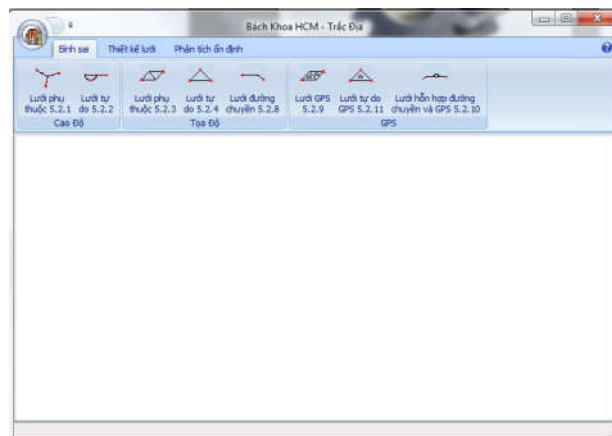 Bách Khoa HCM - Trắc Địa
Bình sai Thiết kế lưới Phân tích ổn định
Lưới phụ thuộc 5.2.1 Lưới tự do 5.2.2 Lưới phụ thuộc 5.2.3 Lưới tự do 5.2.4 Lưới đường chuyền 5.2.8 Lưới GPS 5.2.9 Lưới tự do GPS 5.2.11 Lưới hỗn hợp đường chuyền và GPS 5.2.10
Cao Độ Tọa Độ GPS